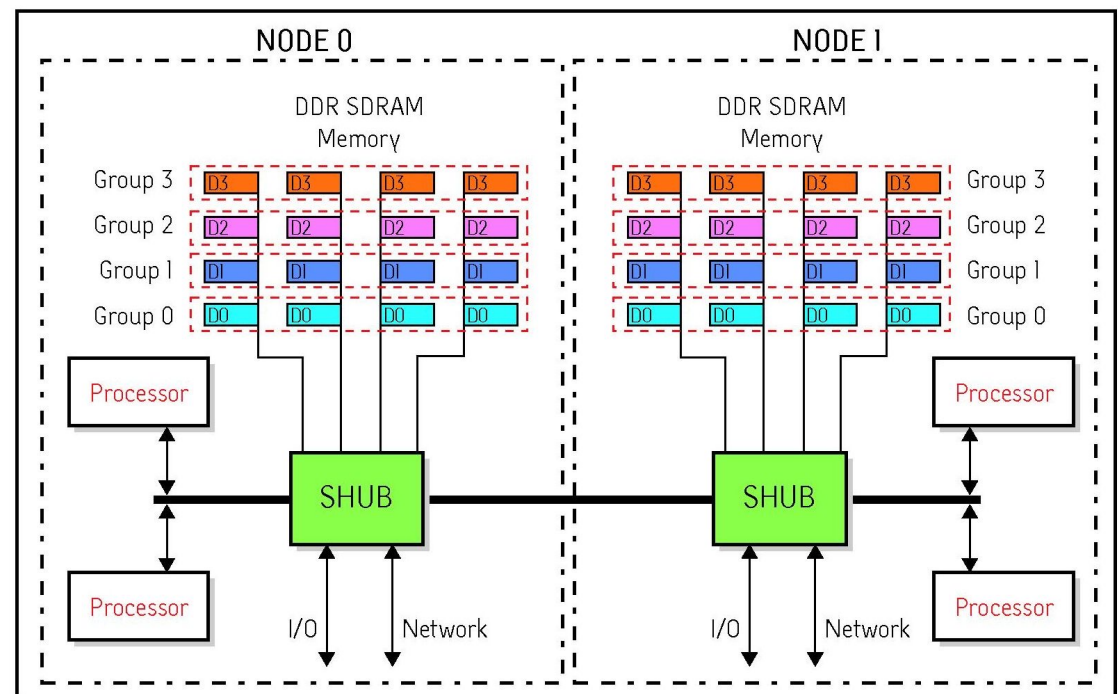 NODE 0
NODE 1
DDR SDRAM
Memory
DDR SDRAM
Memory
Group 3 D3 D3 D3 D3
D3 D3 D3 D3 Group 3
Group 2 D2 D2 D2 D2
D2 D2 D2 D2 Group 2
Group 1 D1 D1 D1 D1
D1 D1 D1 D1 Group 1
Group 0 D0 D0 D0 D0
D0 D0 D0 D0 Group 0
Processor
Processor
SHUB
SHUB
Processor
Processor
I/O
Network
I/O
Network